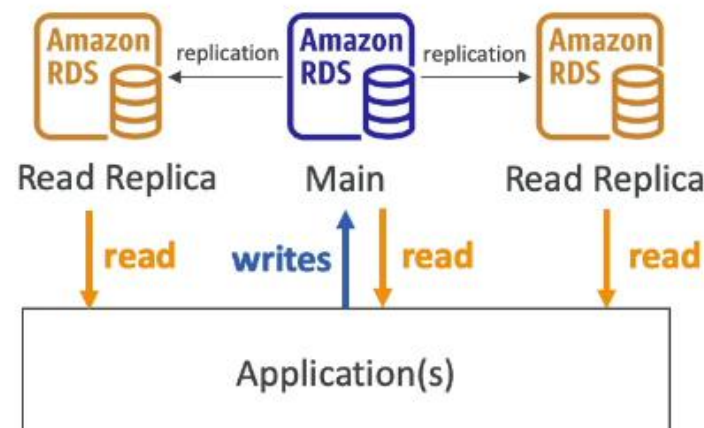 Amazon RDS
replication
Amazon RDS
replication
Amazon RDS
Read Replica
Main
Read Replica
read
writes
read
read
Application(s)